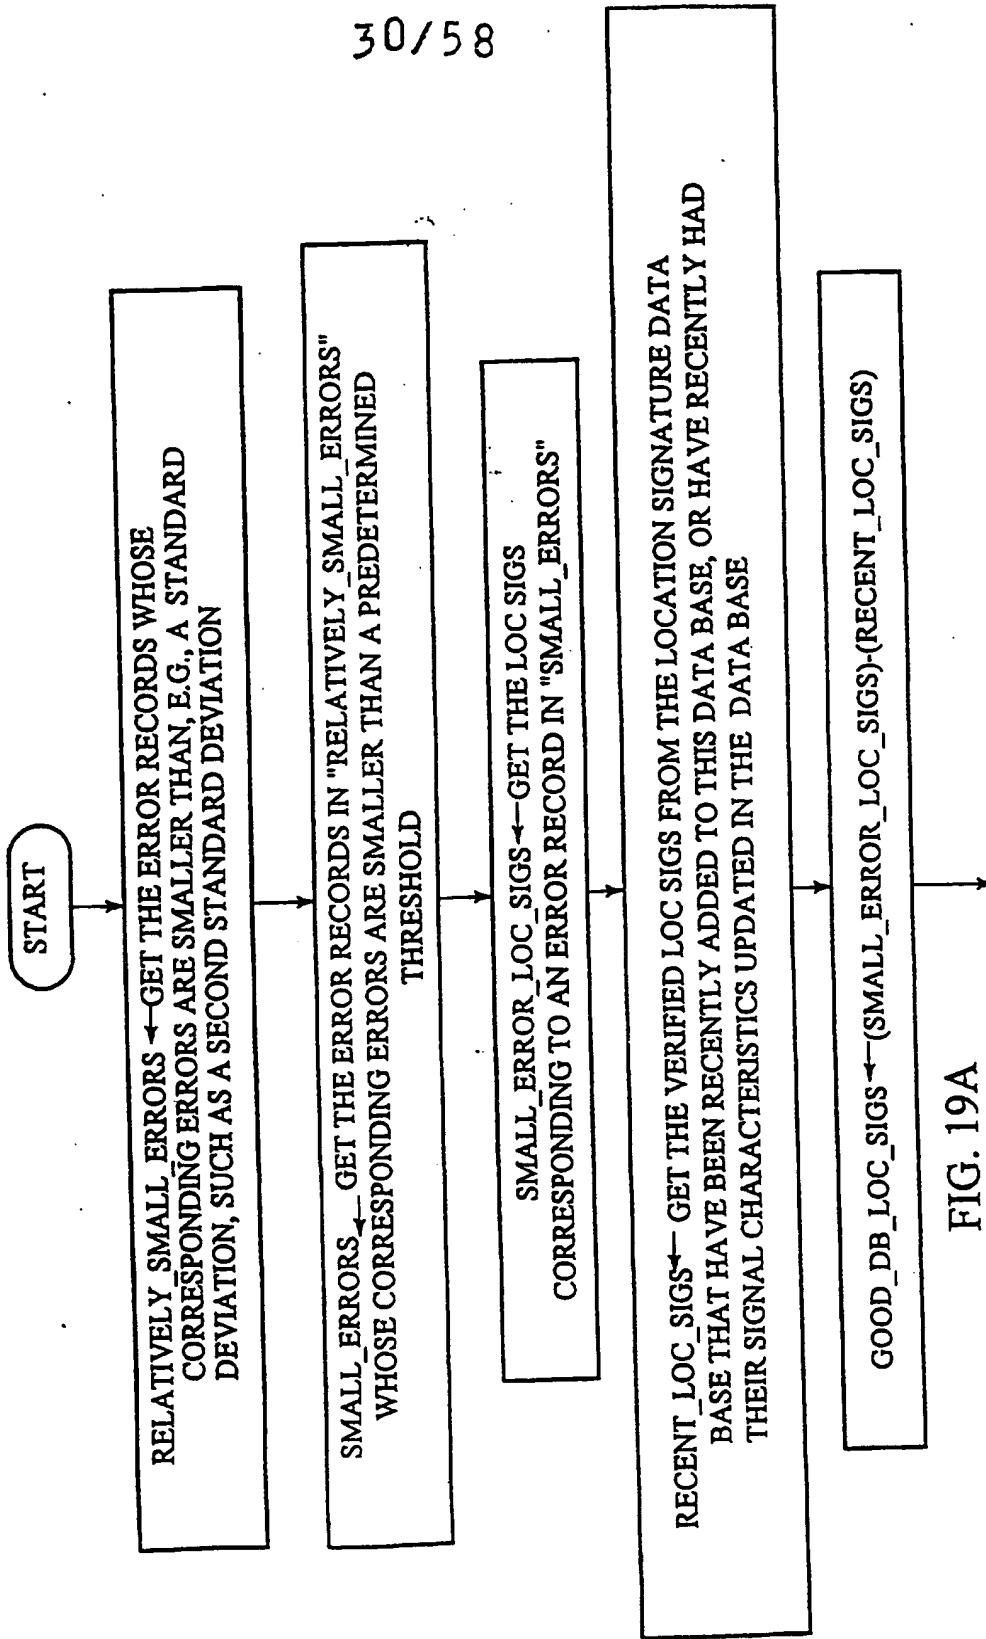 30/58
START
RELATIVELY_SMALL_ERRORS ← GET THE ERROR RECORDS WHOSE
CORRESPONDING ERRORS ARE SMALLER THAN, E.G., A STANDARD
DEVIATION, SUCH AS A SECOND STANDARD DEVIATION
SMALL_ERRORS ← GET THE ERROR RECORDS IN "RELATIVELY_SMALL_ERRORS"
WHOSE CORRESPONDING ERRORS ARE SMALLER THAN A PREDETERMINED
THRESHOLD
SMALL_ERROR_LOC_SIGS ← GET THE LOC SIGS
CORRESPONDING TO AN ERROR RECORD IN "SMALL_ERRORS"
RECENT_LOC_SIGS ← GET THE VERIFIED LOC SIGS FROM THE LOCATION SIGNATURE DATA
BASE THAT HAVE BEEN RECENTLY ADDED TO THIS DATA BASE, OR HAVE RECENTLY HAD
THEIR SIGNAL CHARACTERISTICS UPDATED IN THE DATA BASE
GOOD_DB_LOC_SIGS ← (SMALL_ERROR_LOC_SIGS)-(RECENT_LOC_SIGS)
FIG. 19A